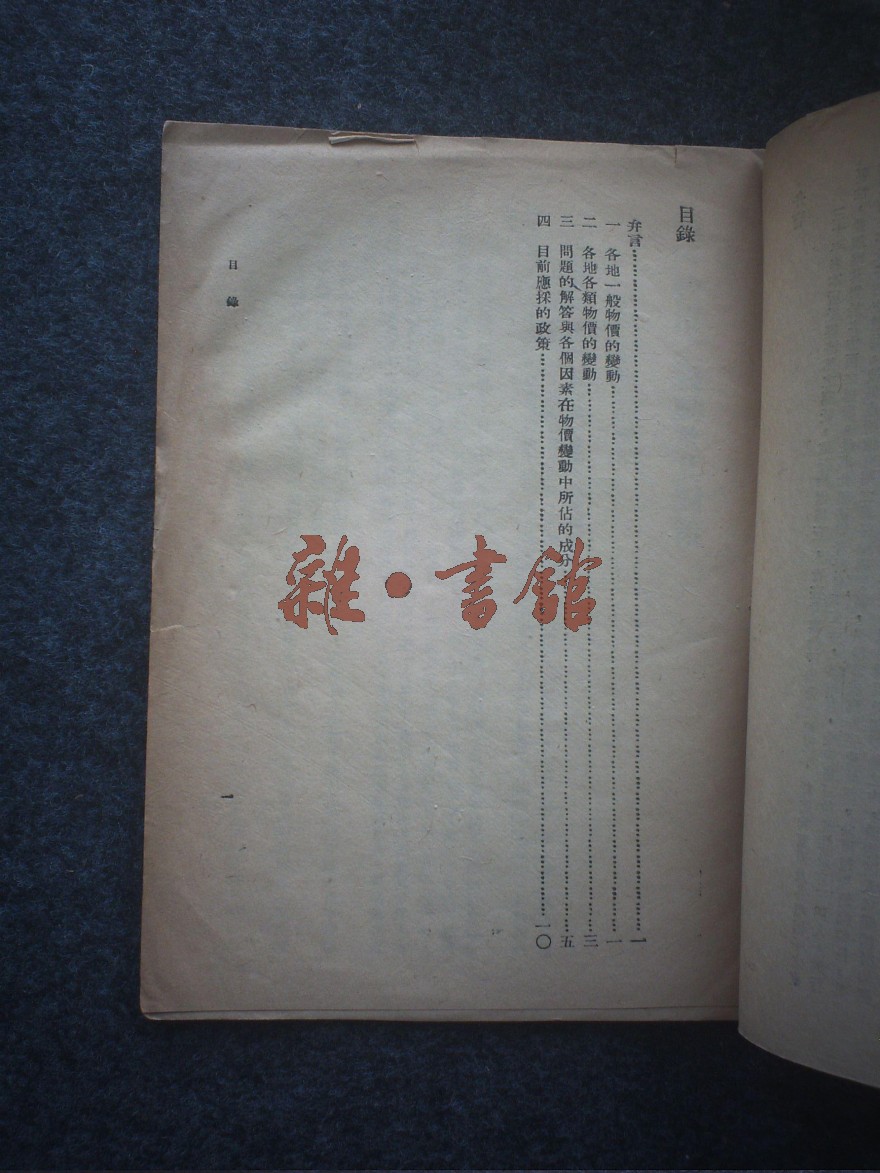 目錄
弁言……一
一 各地一般物價的變動……一
二 各地各類物價的變動……三
三 問題的解答與各個因素在物價變動中所佔的成分……五
四 目前應採的政策……一〇
目錄
一
雜·書館